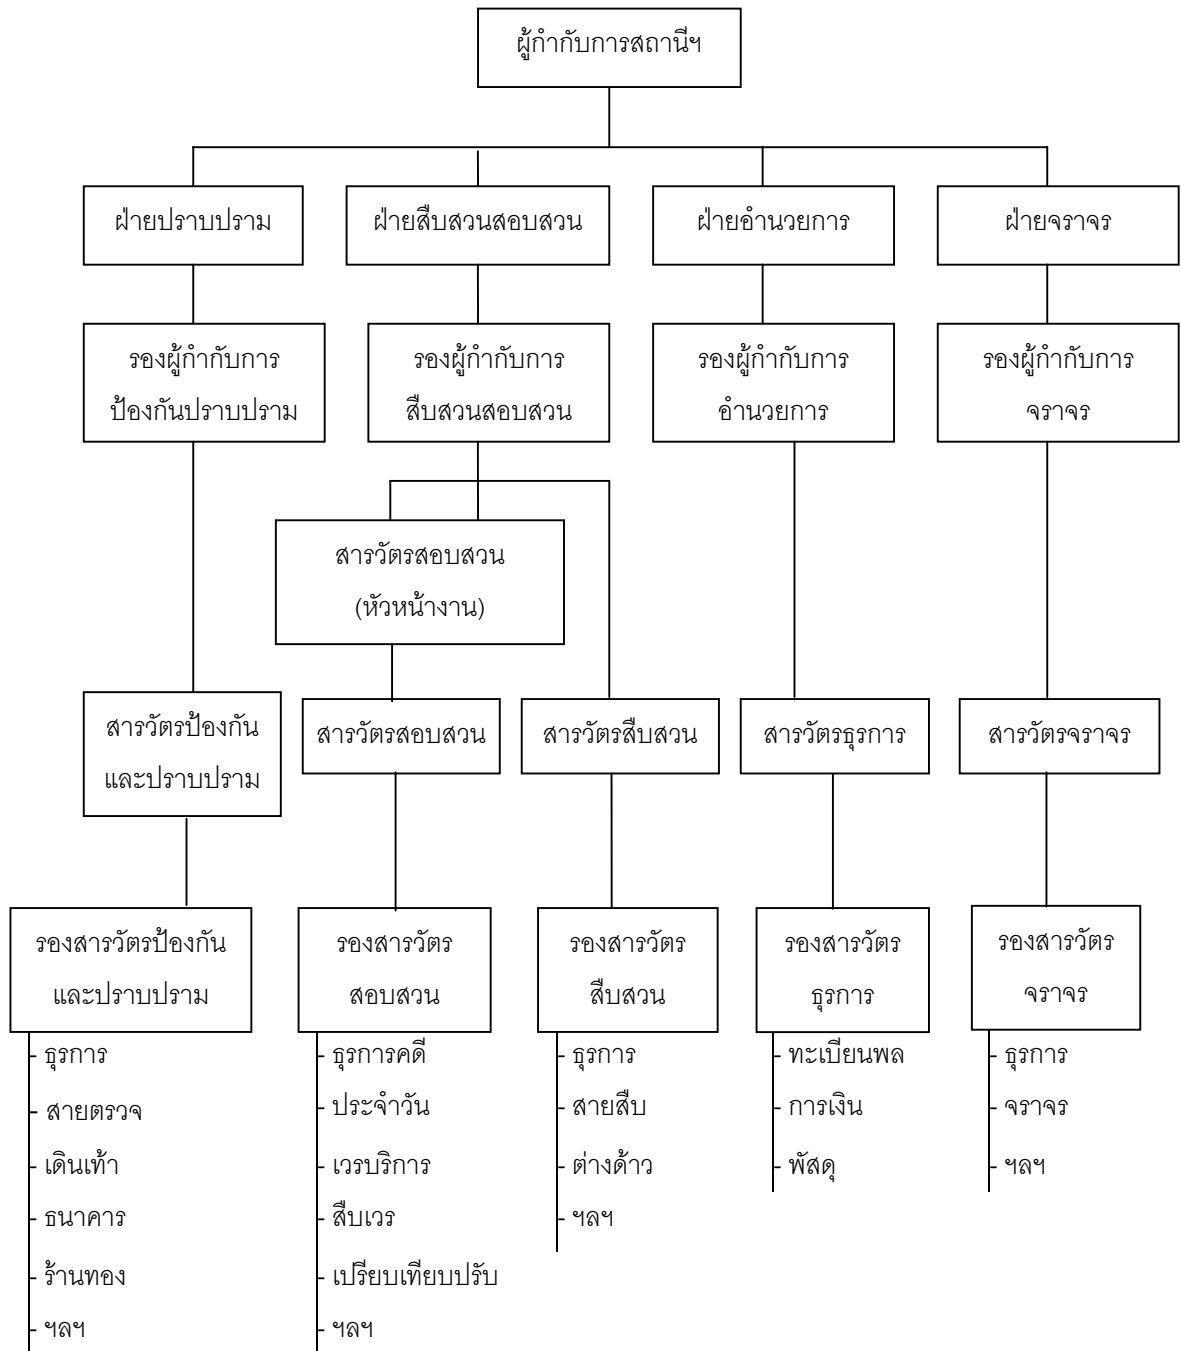 ผู้กำกับการสถานีฯ
ฝ่ายปราบปราม
ฝ่ายสืบสวนสอบสวน
ฝ่ายอำนวยการ
ฝ่ายจราจร
รองผู้กำกับการ
ป้องกันปราบปราม
รองผู้กำกับการ
สืบสวนสอบสวน
รองผู้กำกับการ
อำนวยการ
รองผู้กำกับการ
จราจร
สารวัตรสอบสวน
(หัวหน้างาน)
สารวัตรป้องกัน
และปราบปราม
สารวัตรสอบสวน
สารวัตรสืบสวน
สารวัตรธุรการ
สารวัตรจราจร
รองสารวัตรป้องกัน
และปราบปราม
รองสารวัตร
สอบสวน
รองสารวัตร
สืบสวน
รองสารวัตร
ธุรการ
รองสารวัตร
จราจร
- ธุรการ
- สายตรวจ
- เดินเท้า
- ธนาคาร
- ร้านทอง
- ฯลฯ
- ธุรการคดี
- ประจำวัน
- เวรบริการ
- สืบเวร
- เปรียบเทียบปรับ
- ฯลฯ
- ธุรการ
- สายสืบ
- ต่างด้าว
- ฯลฯ
- ทะเบียนพล
- การเงิน
- พัสดุ
- ธุรการ
- จราจร
- ฯลฯ